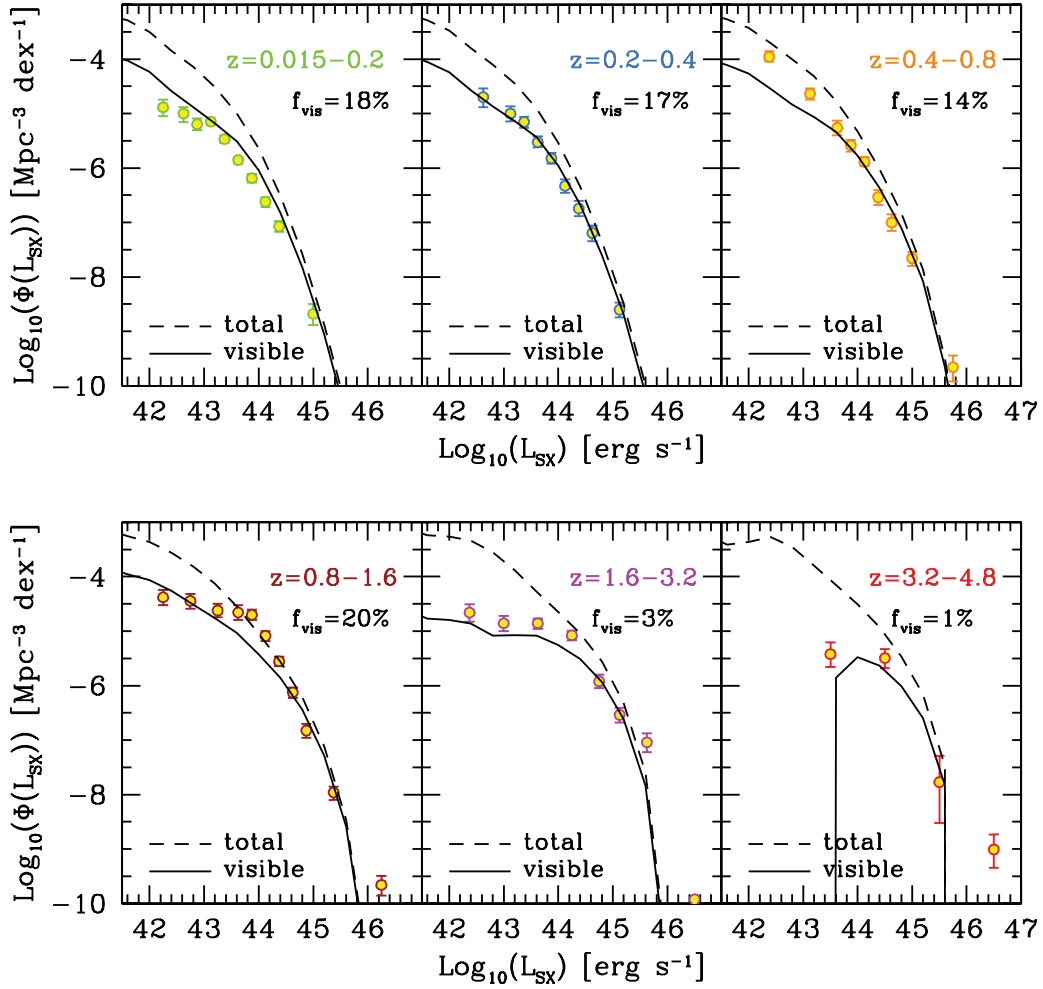 Log₁₀(Φ(L_SX)) [Mpc⁻³ dex⁻¹]
−4
−6
−8
−10
z=0.015−0.2
f_vis=18%
total
visible
z=0.2−0.4
f_vis=17%
total
visible
z=0.4−0.8
f_vis=14%
total
visible
42 43 44 45 46 42 43 44 45 46 42 43 44 45 46 47
Log₁₀(L_SX) [erg s⁻¹]
Log₁₀(Φ(L_SX)) [Mpc⁻³ dex⁻¹]
−4
−6
−8
−10
z=0.8−1.6
f_vis=20%
total
visible
z=1.6−3.2
f_vis=3%
total
visible
z=3.2−4.8
f_vis=1%
total
visible
42 43 44 45 46 42 43 44 45 46 42 43 44 45 46 47
Log₁₀(L_SX) [erg s⁻¹]